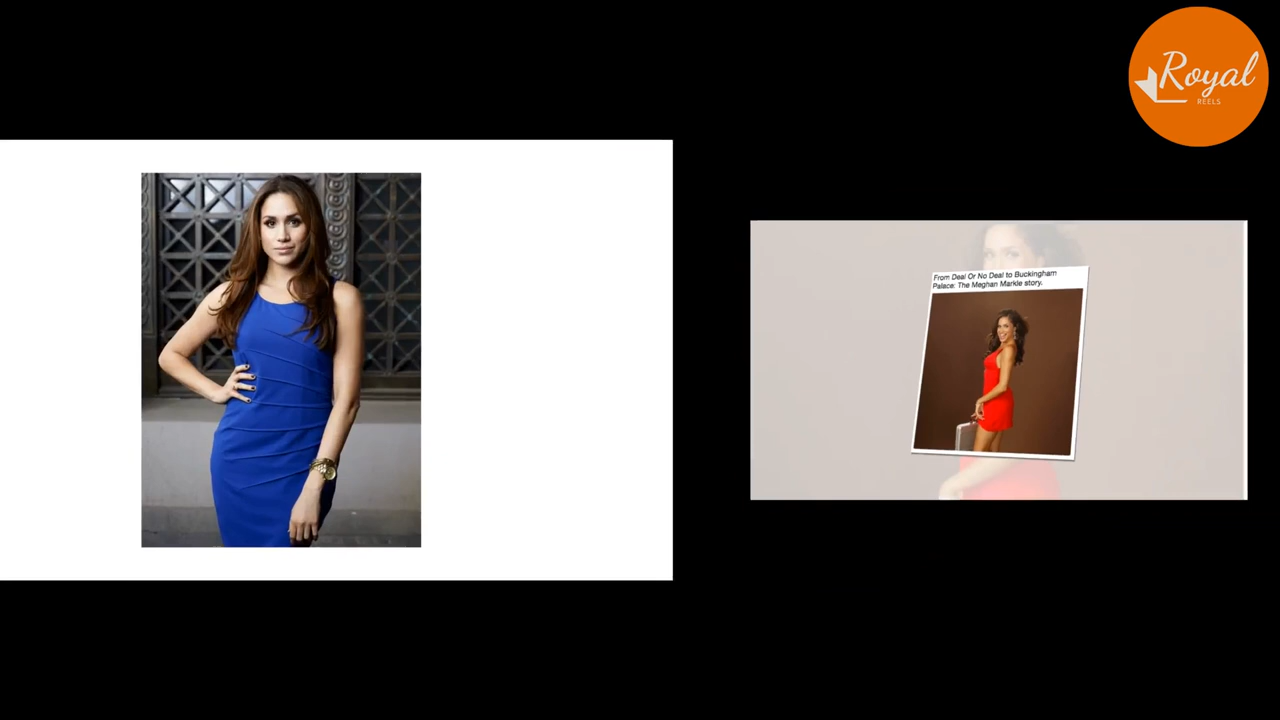 Royal
REELS
From Deal Or No Deal to Buckingham
Palace: The Meghan Markle story.